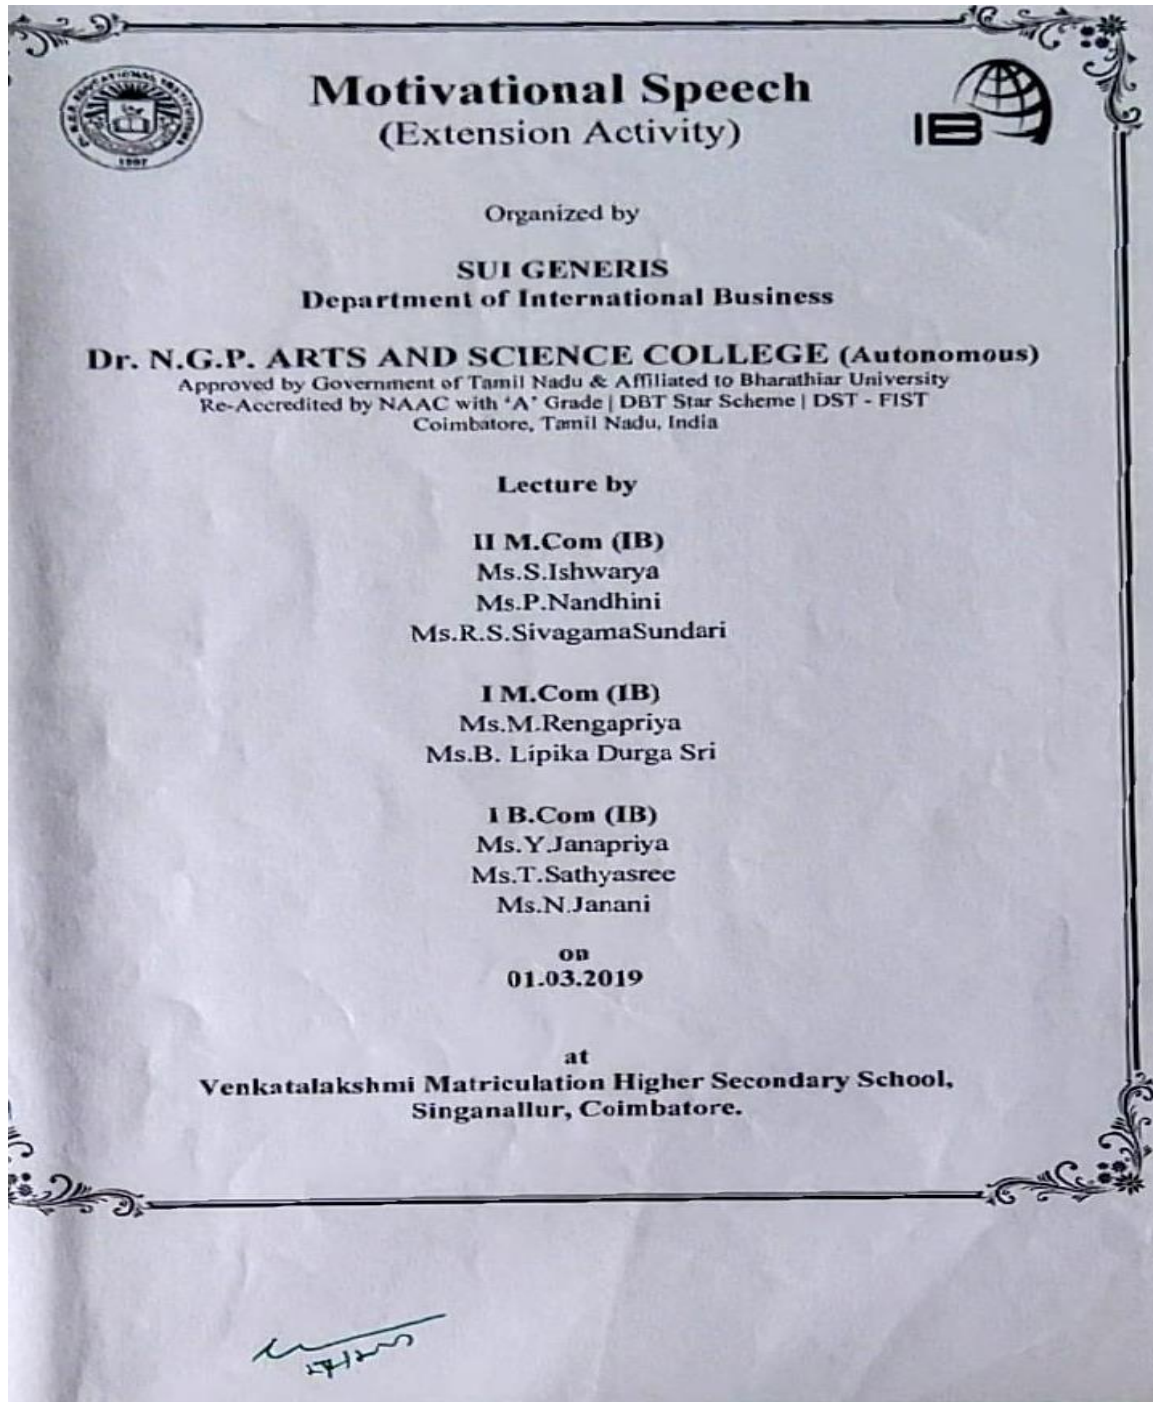 Motivational Speech
(Extension Activity)
1997
IB
Organized by
SUI GENERIS
Department of International Business
Dr. N.G.P. ARTS AND SCIENCE COLLEGE (Autonomous)
Approved by Government of Tamil Nadu & Affiliated to Bharathiar University
Re-Accredited by NAAC with 'A' Grade | DBT Star Scheme | DST - FIST
Coimbatore, Tamil Nadu, India
Lecture by
II M.Com (IB)
Ms.S.Ishwarya
Ms.P.Nandhini
Ms.R.S.SivagamaSundari
I M.Com (IB)
Ms.M.Rengapriya
Ms.B. Lipika Durga Sri
I B.Com (IB)
Ms.Y.Janapriya
Ms.T.Sathyasree
Ms.N.Janani
on
01.03.2019
at
Venkatalakshmi Matriculation Higher Secondary School,
Singanallur, Coimbatore.